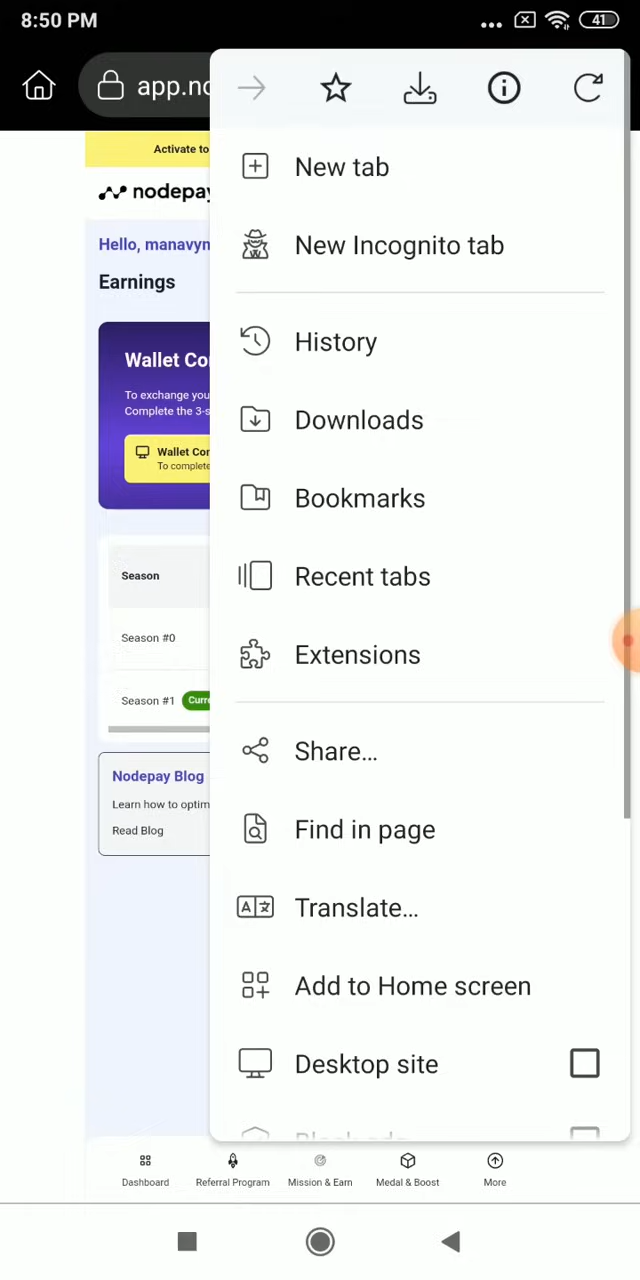 8:50 PM
41
app.no
Activate to
nodepay
Hello, manavyn
Earnings
Wallet Co
To exchange you
Complete the 3-s
Wallet Con
To complete
Season
Season #0
Season #1 Curre
Nodepay Blog
Learn how to optim
Read Blog
New tab
New Incognito tab
History
Downloads
Bookmarks
Recent tabs
Extensions
Share...
Find in page
Translate...
Add to Home screen
Desktop site
Dashboard
Referral Program
Mission & Earn
Medal & Boost
More